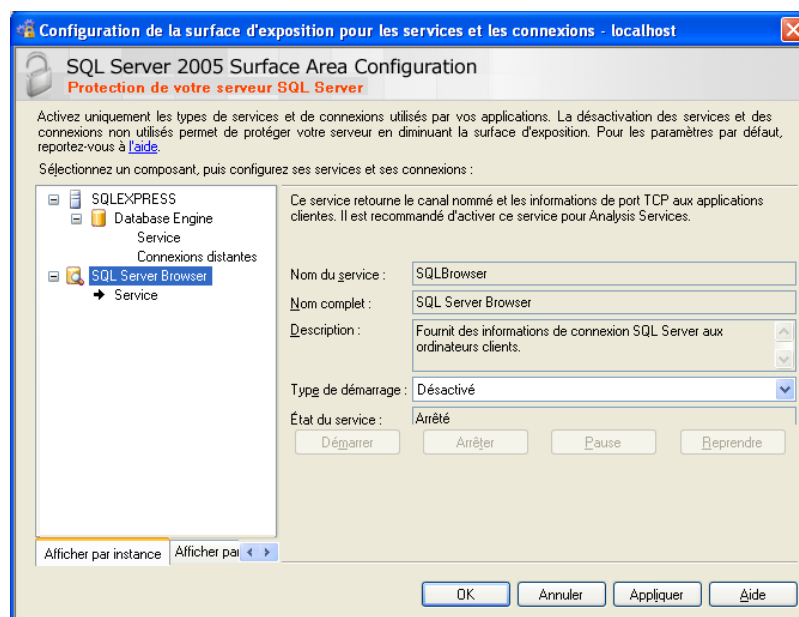 Configuration de la surface d'exposition pour les services et les connexions - localhost
SQL Server 2005 Surface Area Configuration
Protection de votre serveur SQL Server
Activez uniquement les types de services et de connexions utilisés par vos applications. La désactivation des services et des
connexions non utilisés permet de protéger votre serveur en diminuant la surface d'exposition. Pour les paramètres par défaut,
reportez-vous à l'aide.
Sélectionnez un composant, puis configurez ses services et ses connexions :
SQLEXPRESS
Database Engine
Service
Connexions distantes
SQL Server Browser
Service
Ce service retourne le canal nommé et les informations de port TCP aux applications
clientes. Il est recommandé d'activer ce service pour Analysis Services.
Nom du service : SQLBrowser
Nom complet : SQL Server Browser
Description : Fournit des informations de connexion SQL Server aux
ordinateurs clients.
Type de démarrage : Désactivé
État du service : Arrêté
Démarrer Arrêter Pause Reprendre
Afficher par instance Afficher par
OK Annuler Appliquer Aide